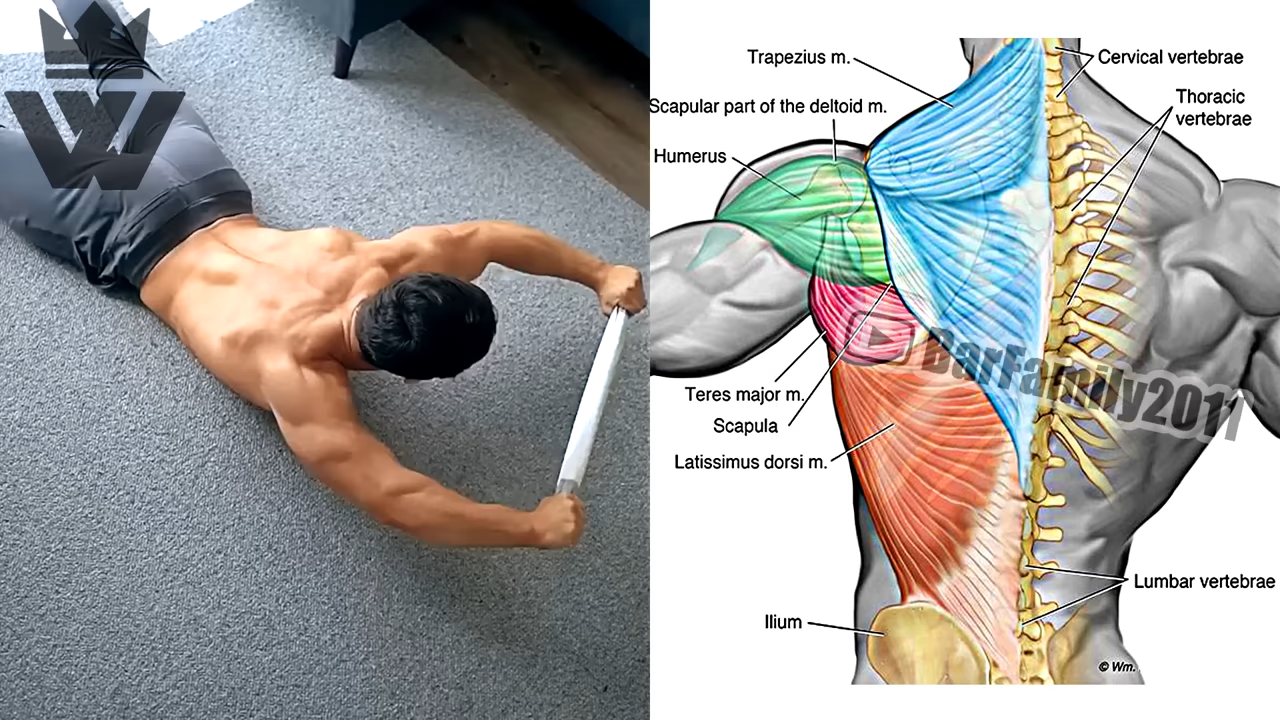 W
Trapezius m.
Cervical vertebrae
Scapular part of the deltoid m.
Thoracic
vertebrae
Humerus
BarFamily2011
Teres major m.
Scapula
Latissimus dorsi m.
Lumbar vertebrae
Ilium
© Wm.